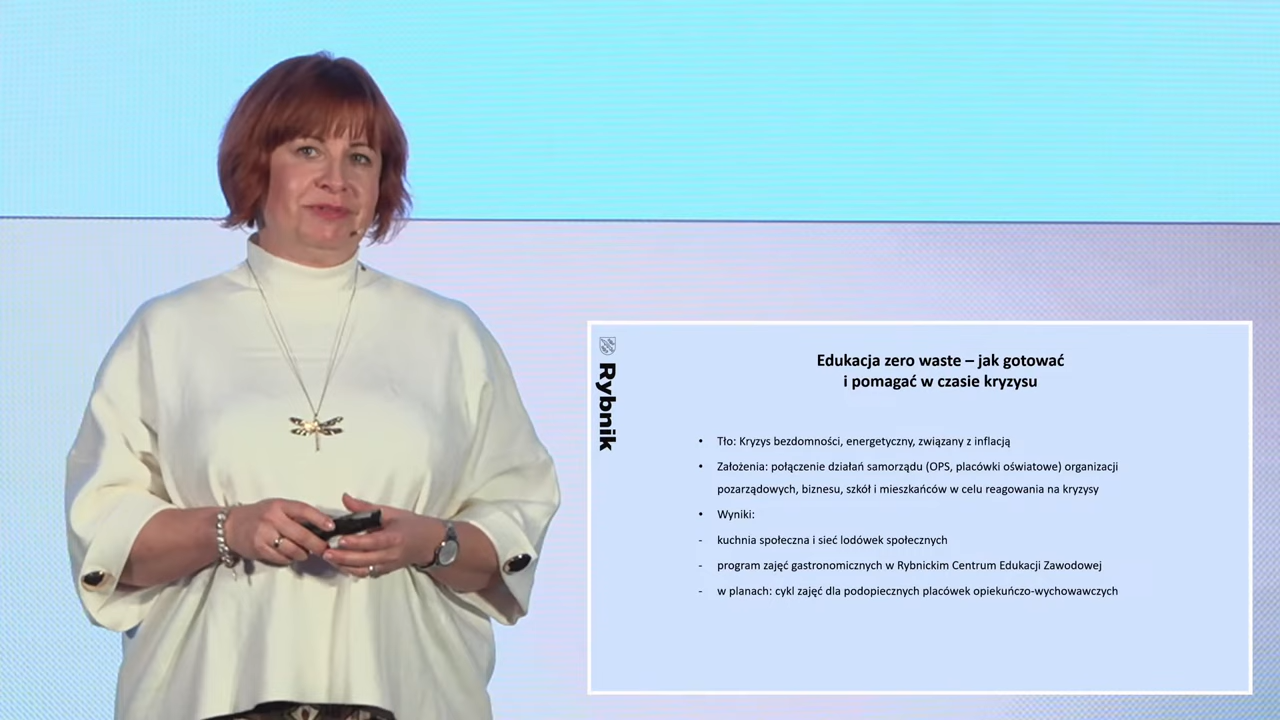 Rybnik
Edukacja zero waste – jak gotować
i pomagać w czasie kryzysu
• Tło: Kryzys bezdomności, energetyczny, związany z inflacją
• Założenia: połączenie działań samorządu (OPS, placówki oświatowe) organizacji
pozarządowych, biznesu, szkół i mieszkańców w celu reagowania na kryzysy
• Wyniki:
- kuchnia społeczna i sieć lodówek społecznych
- program zajęć gastronomicznych w Rybnickim Centrum Edukacji Zawodowej
- w planach: cykl zajęć dla podopiecznych placówek opiekuńczo-wychowawczych